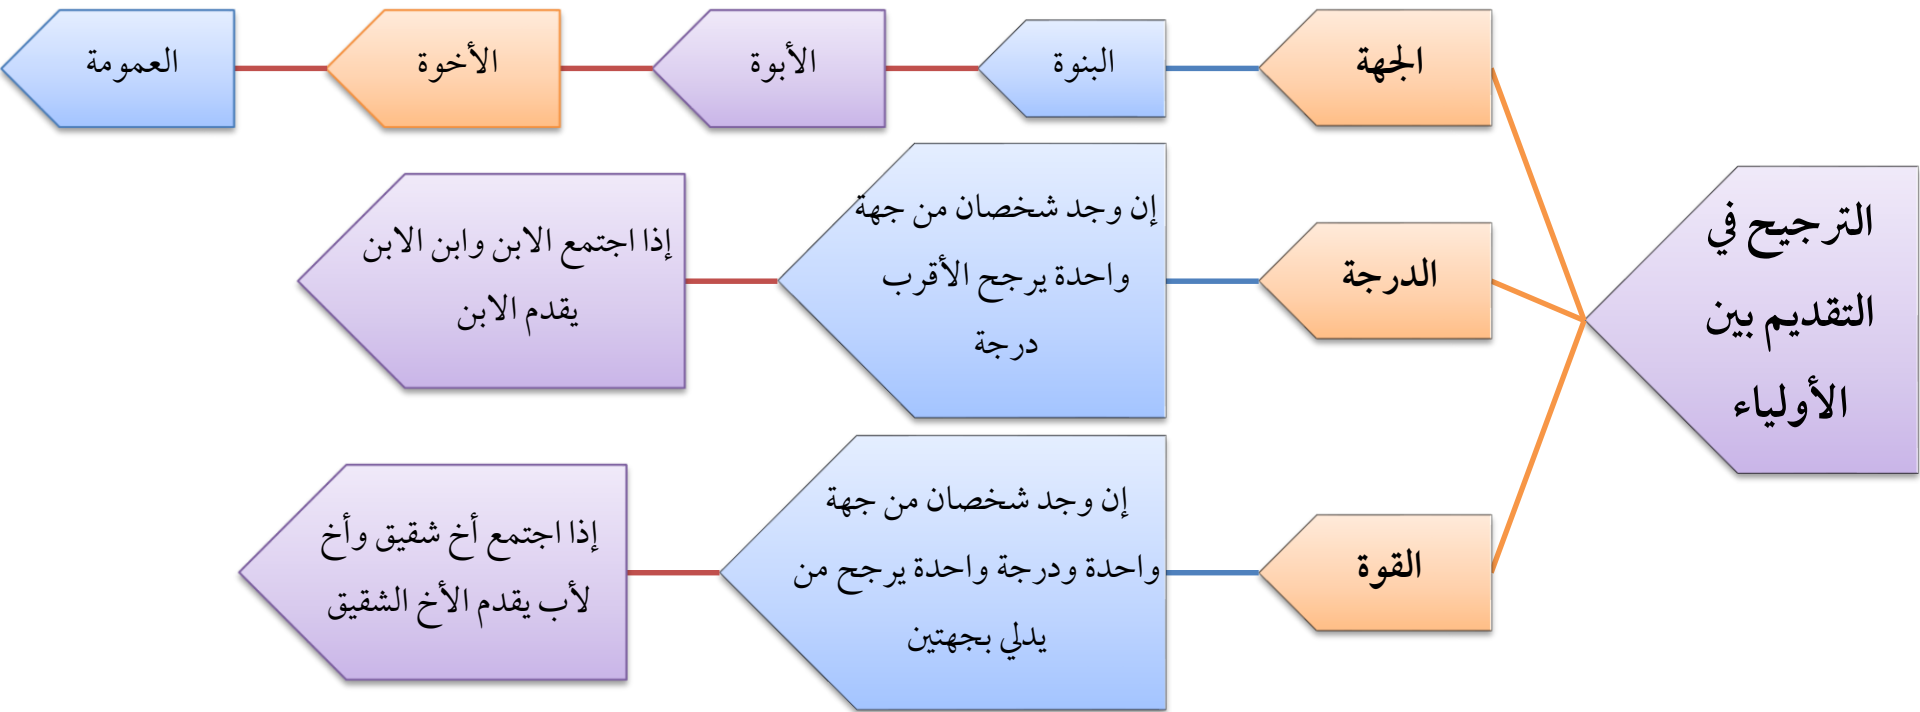 الترجيح في
التقديم بين
الأولياء
الجهة
البنوة
الأبوة
الأخوة
العمومة
الدرجة
إن وجد شخصان من جهة
واحدة يرجح الأقرب
درجة
إذا اجتمع الابن وابن الابن
يقدم الابن
القوة
إن وجد شخصان من جهة
واحدة ودرجة واحدة يرجح من
يدلي بجهتين
إذا اجتمع أخ شقيق وأخ
لأب يقدم الأخ الشقيق